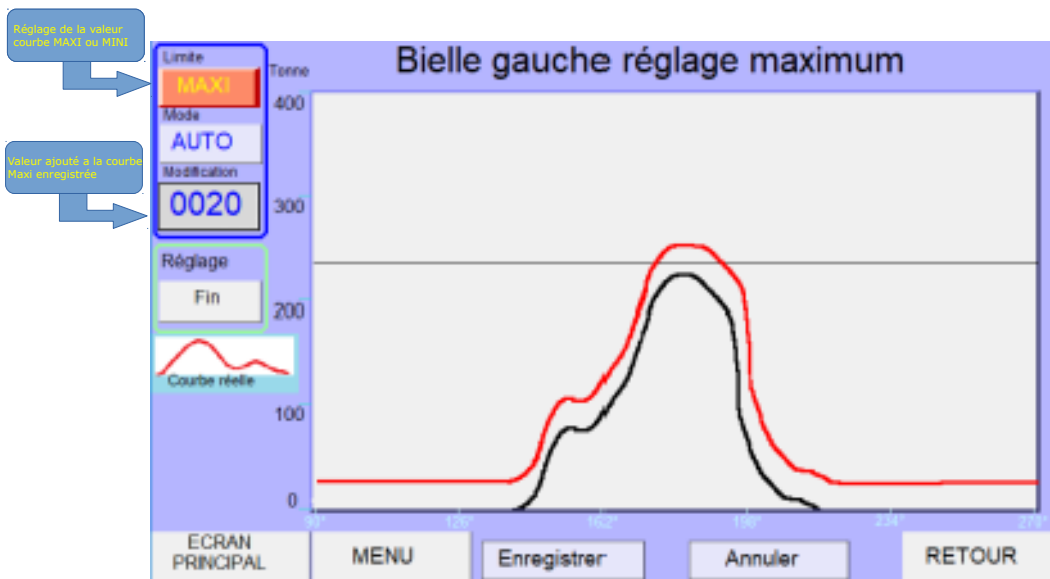 Réglage de la valeur
courbe MAXI ou MINI
Valeur ajouté a la courbe
Maxi enregistrée
Bielle gauche réglage maximum
Limite
MAXI
Mode
AUTO
Modification
0020
Réglage
Fin
Courbe réelle
Tonne
400
300
200
100
0
90° 126° 162° 198° 234° 270°
ECRAN
PRINCIPAL
MENU
Enregistrer
Annuler
RETOUR